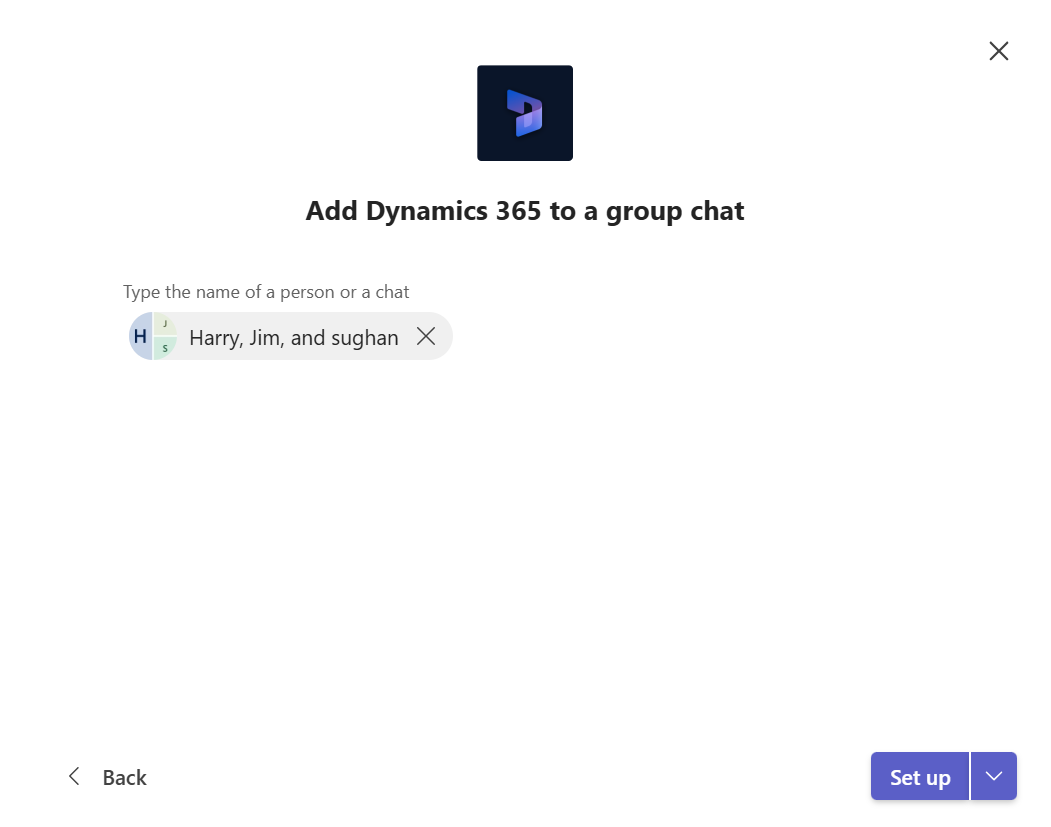 Add Dynamics 365 to a group chat
Type the name of a person or a chat
H J S Harry, Jim, and sughan
Back
Set up